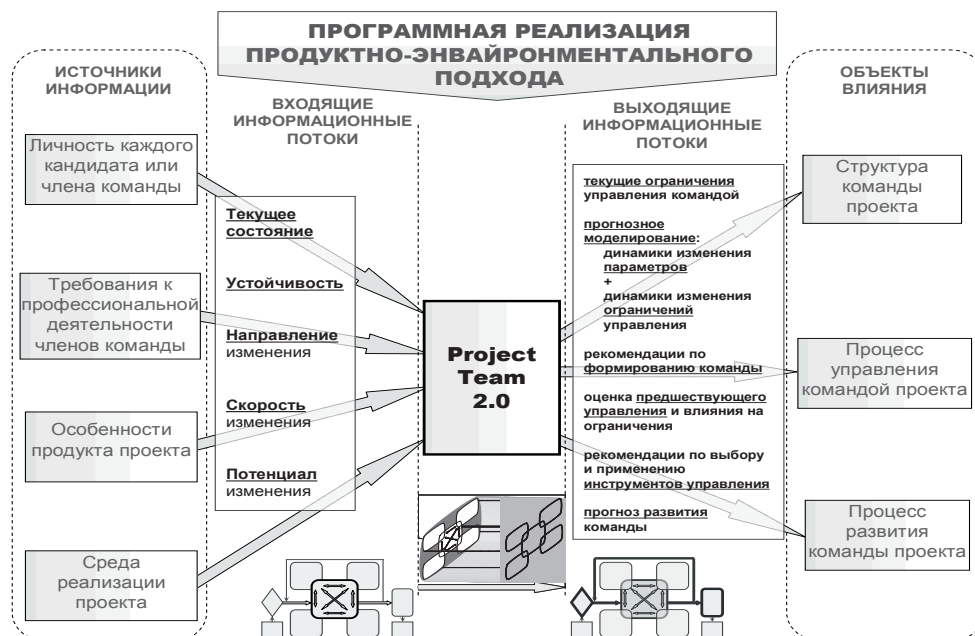 ПРОГРАММНАЯ РЕАЛИЗАЦИЯ
ПРОДУКТНО-ЭНВАЙРОНМЕНТАЛЬНОГО
ПОДХОДА
ИСТОЧНИКИ
ИНФОРМАЦИИ
Личность каждого
кандидата или
члена команды
Требования к
профессиональной
деятельности
членов команды
Особенности
продукта проекта
Среда
реализации
проекта
ВХОДЯЩИЕ
ИНФОРМАЦИОННЫЕ
ПОТОКИ
Текущее
состояние
Устойчивость
Направление
изменения
Скорость
изменения
Потенциал
изменения
Project
Team
2.0
ВЫХОДЯЩИЕ
ИНФОРМАЦИОННЫЕ
ПОТОКИ
текущие ограничения
управления командой
прогнозное
моделирование:
динамики изменения
параметров
+
динамики изменения
ограничений
управления
рекомендации по
формированию команды
оценка предшествующего
управления и влияния на
ограничения
рекомендации по выбору
и применению
инструментов управления
прогноз развития
команды
ОБЪЕКТЫ
ВЛИЯНИЯ
Структура
команды
проекта
Процесс
управления
командой проекта
Процесс
развития
команды проекта